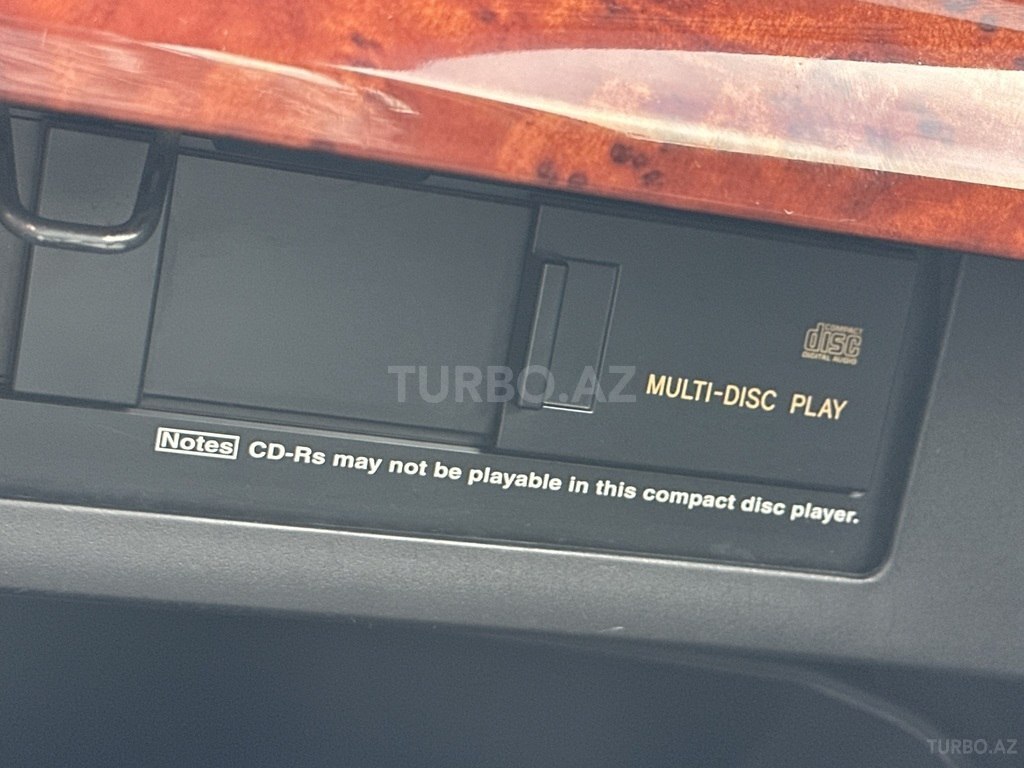 COMPACT
disc
DIGITAL AUDIO
TURBO.AZ
MULTI-DISC PLAY
Notes CD-Rs may not be playable in this compact disc player.
TURBO.AZ